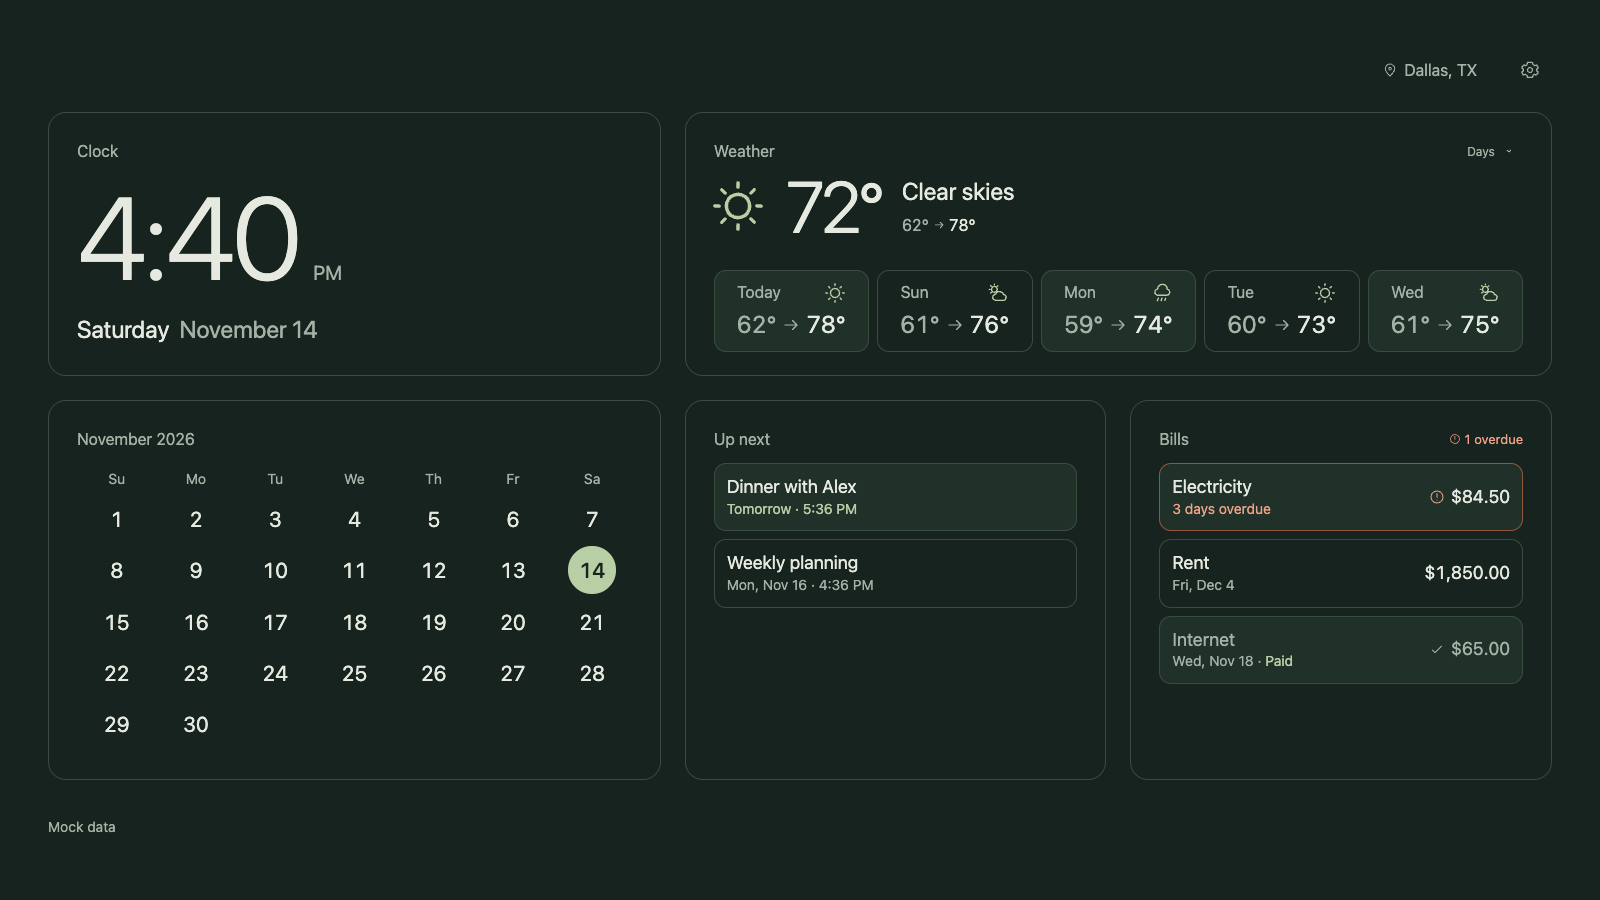 Dallas, TX
Clock
4:40 PM
Saturday November 14
Weather
Days
72°
Clear skies
62° → 78°
Today
62° → 78°
Sun
61° → 76°
Mon
59° → 74°
Tue
60° → 73°
Wed
61° → 75°
November 2026
Su Mo Tu We Th Fr Sa
1 2 3 4 5 6 7
8 9 10 11 12 13 14
15 16 17 18 19 20 21
22 23 24 25 26 27 28
29 30
Up next
Dinner with Alex
Tomorrow · 5:36 PM
Weekly planning
Mon, Nov 16 · 4:36 PM
Bills
1 overdue
Electricity
3 days overdue
$84.50
Rent
Fri, Dec 4
$1,850.00
Internet
Wed, Nov 18 · Paid
$65.00
Mock data